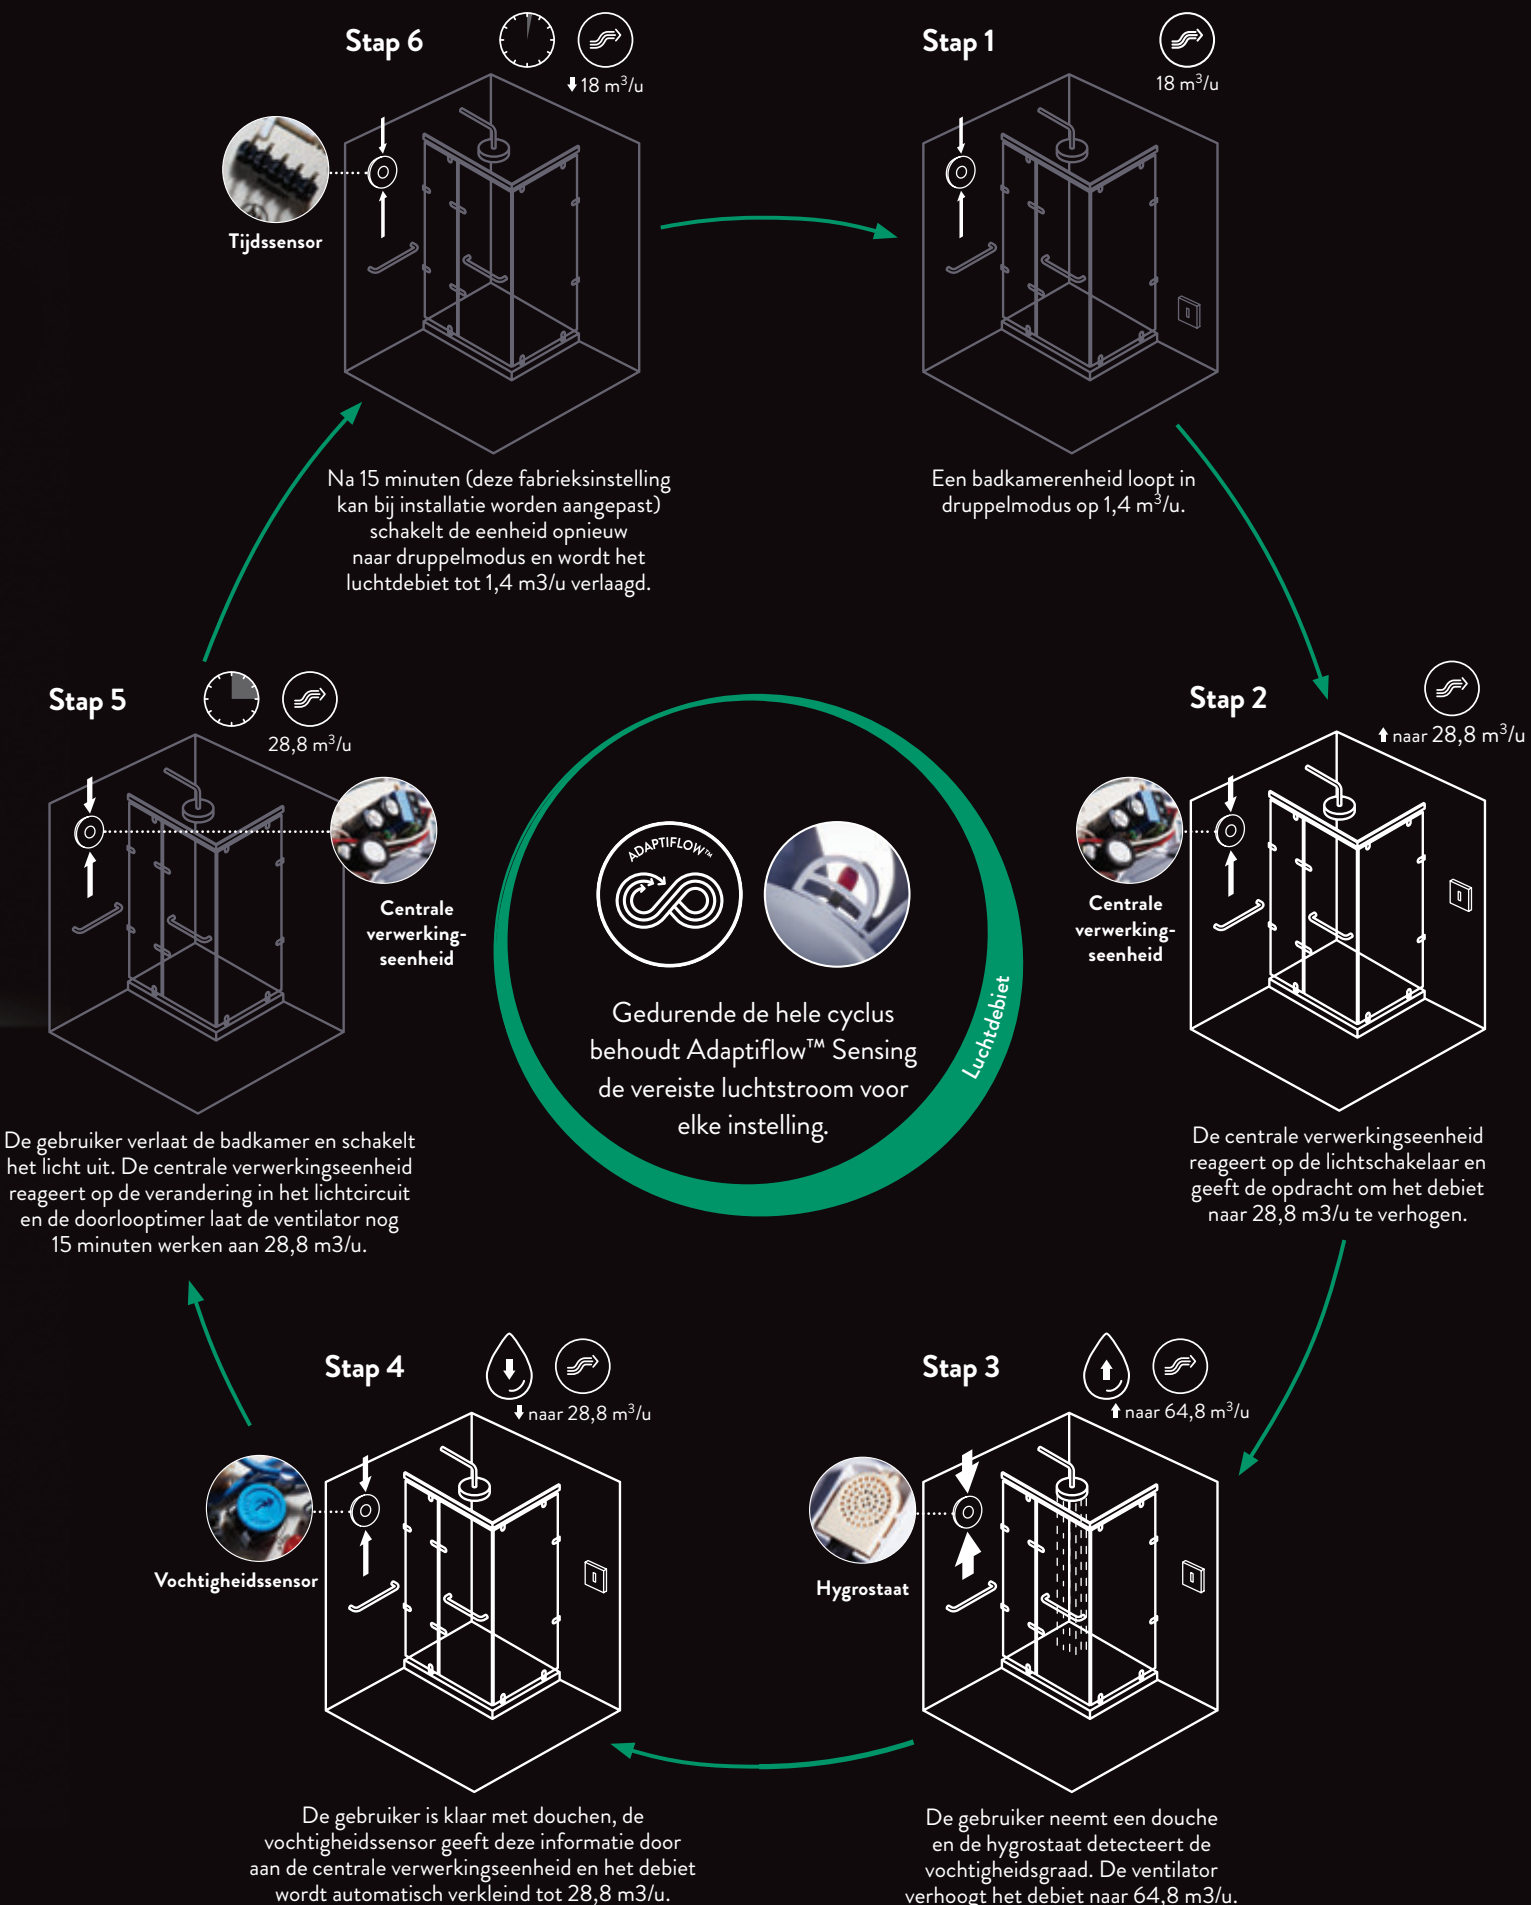 Stap 1
18 m³/u
Een badkamerenheid loopt in
druppelmodus op 1,4 m³/u.
Stap 2
naar 28,8 m³/u
Centrale
verwerking-
seenheid
De centrale verwerkingseenheid
reageert op de lichtschakelaar en
geeft de opdracht om het debiet
naar 28,8 m3/u te verhogen.
Stap 3
naar 64,8 m³/u
Hygrostaat
De gebruiker neemt een douche
en de hygrostaat detecteert de
vochtigheidsgraad. De ventilator
verhoogt het debiet naar 64,8 m3/u.
Stap 4
naar 28,8 m³/u
Vochtigheidssensor
De gebruiker is klaar met douchen, de
vochtigheidssensor geeft deze informatie door
aan de centrale verwerkingseenheid en het debiet
wordt automatisch verkleind tot 28,8 m3/u.
Stap 5
28,8 m³/u
Centrale
verwerking-
seenheid
De gebruiker verlaat de badkamer en schakelt
het licht uit. De centrale verwerkingseenheid
reageert op de verandering in het lichtcircuit
en de doorlooptimer laat de ventilator nog
15 minuten werken aan 28,8 m3/u.
Stap 6
18 m³/u
Tijdssensor
Na 15 minuten (deze fabrieksinstelling
kan bij installatie worden aangepast)
schakelt de eenheid opnieuw
naar druppelmodus en wordt het
luchtdebiet tot 1,4 m3/u verlaagd.
ADAPTIFLOW™
Gedurende de hele cyclus
behoudt Adaptiflow™ Sensing
de vereiste luchtstroom voor
elke instelling.
Luchtdebiet